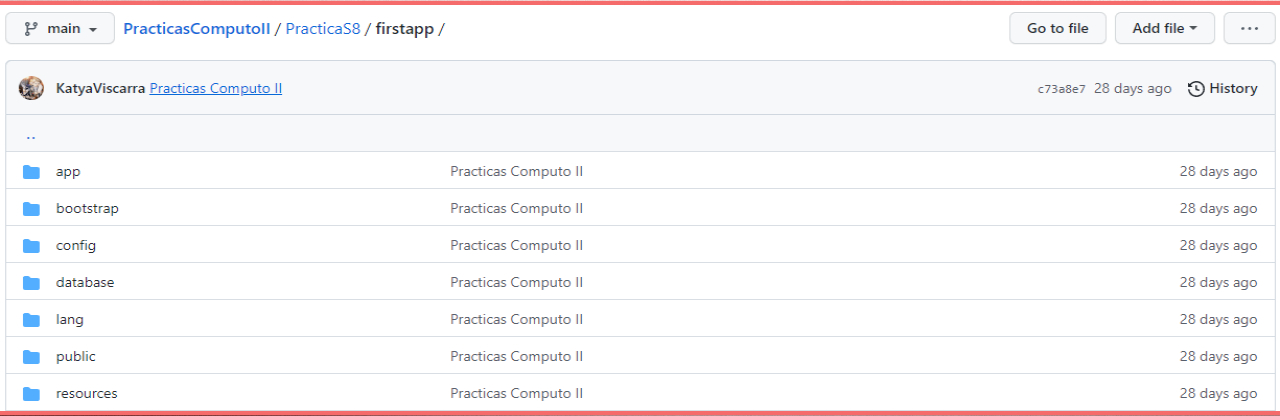 main PracticasComputoII / PracticaS8 / firstapp / Go to file Add file ...
KatyaViscarra Practicas Computo II c73a8e7 28 days ago History
..
app Practicas Computo II 28 days ago
bootstrap Practicas Computo II 28 days ago
config Practicas Computo II 28 days ago
database Practicas Computo II 28 days ago
lang Practicas Computo II 28 days ago
public Practicas Computo II 28 days ago
resources Practicas Computo II 28 days ago